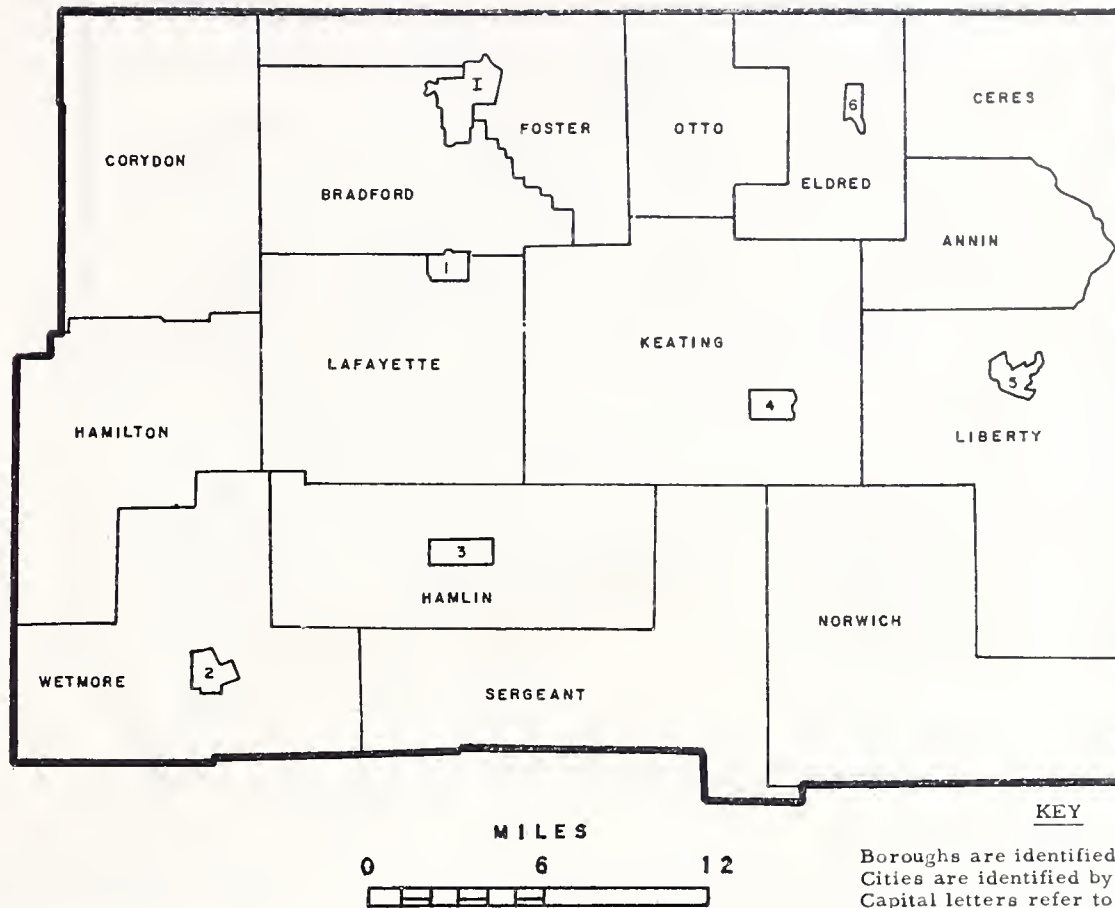 I
6
CERES
FOSTER
OTTO
CORYDON
ELDRED
BRADFORD
ANNIN
1
KEATING
LAFAYETTE
5
4
HAMILTON
LIBERTY
3
HAMLIN
NORWICH
2
WETMORE
SERGEANT
MILES
0 6 12
KEY
Boroughs are identified
Cities are identified by
Capital letters refer to